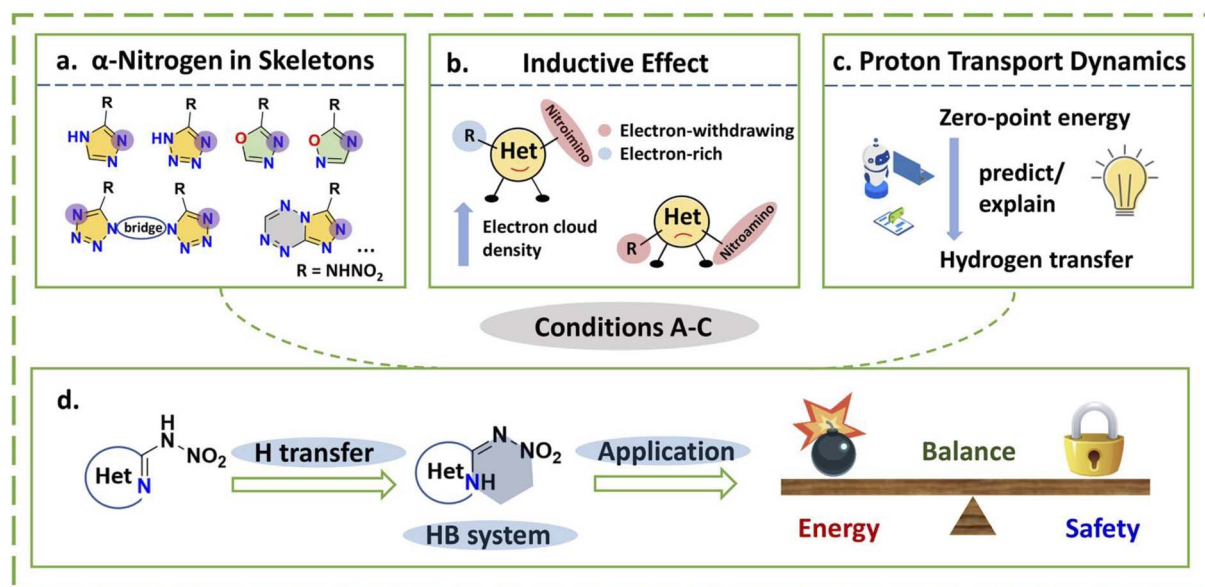 a. α-Nitrogen in Skeletons
R
R
R
R
HN
N
N
HN
N
N
N
O
N
N
O
N
N
R
R
N
N
N
N
bridge
N
N
N
N
R
N
N
N
N
N
...
R = NHNO₂
b. Inductive Effect
R
Het
Nitroimino
Electron-withdrawing
Electron-rich
Electron cloud
density
Het
R
Nitroamino
c. Proton Transport Dynamics
Zero-point energy
predict/
explain
Hydrogen transfer
Conditions A-C
d.
H
N
NO₂
Het
N
H transfer
N
NO₂
Het
NH
HB system
Application
Balance
Energy
Safety